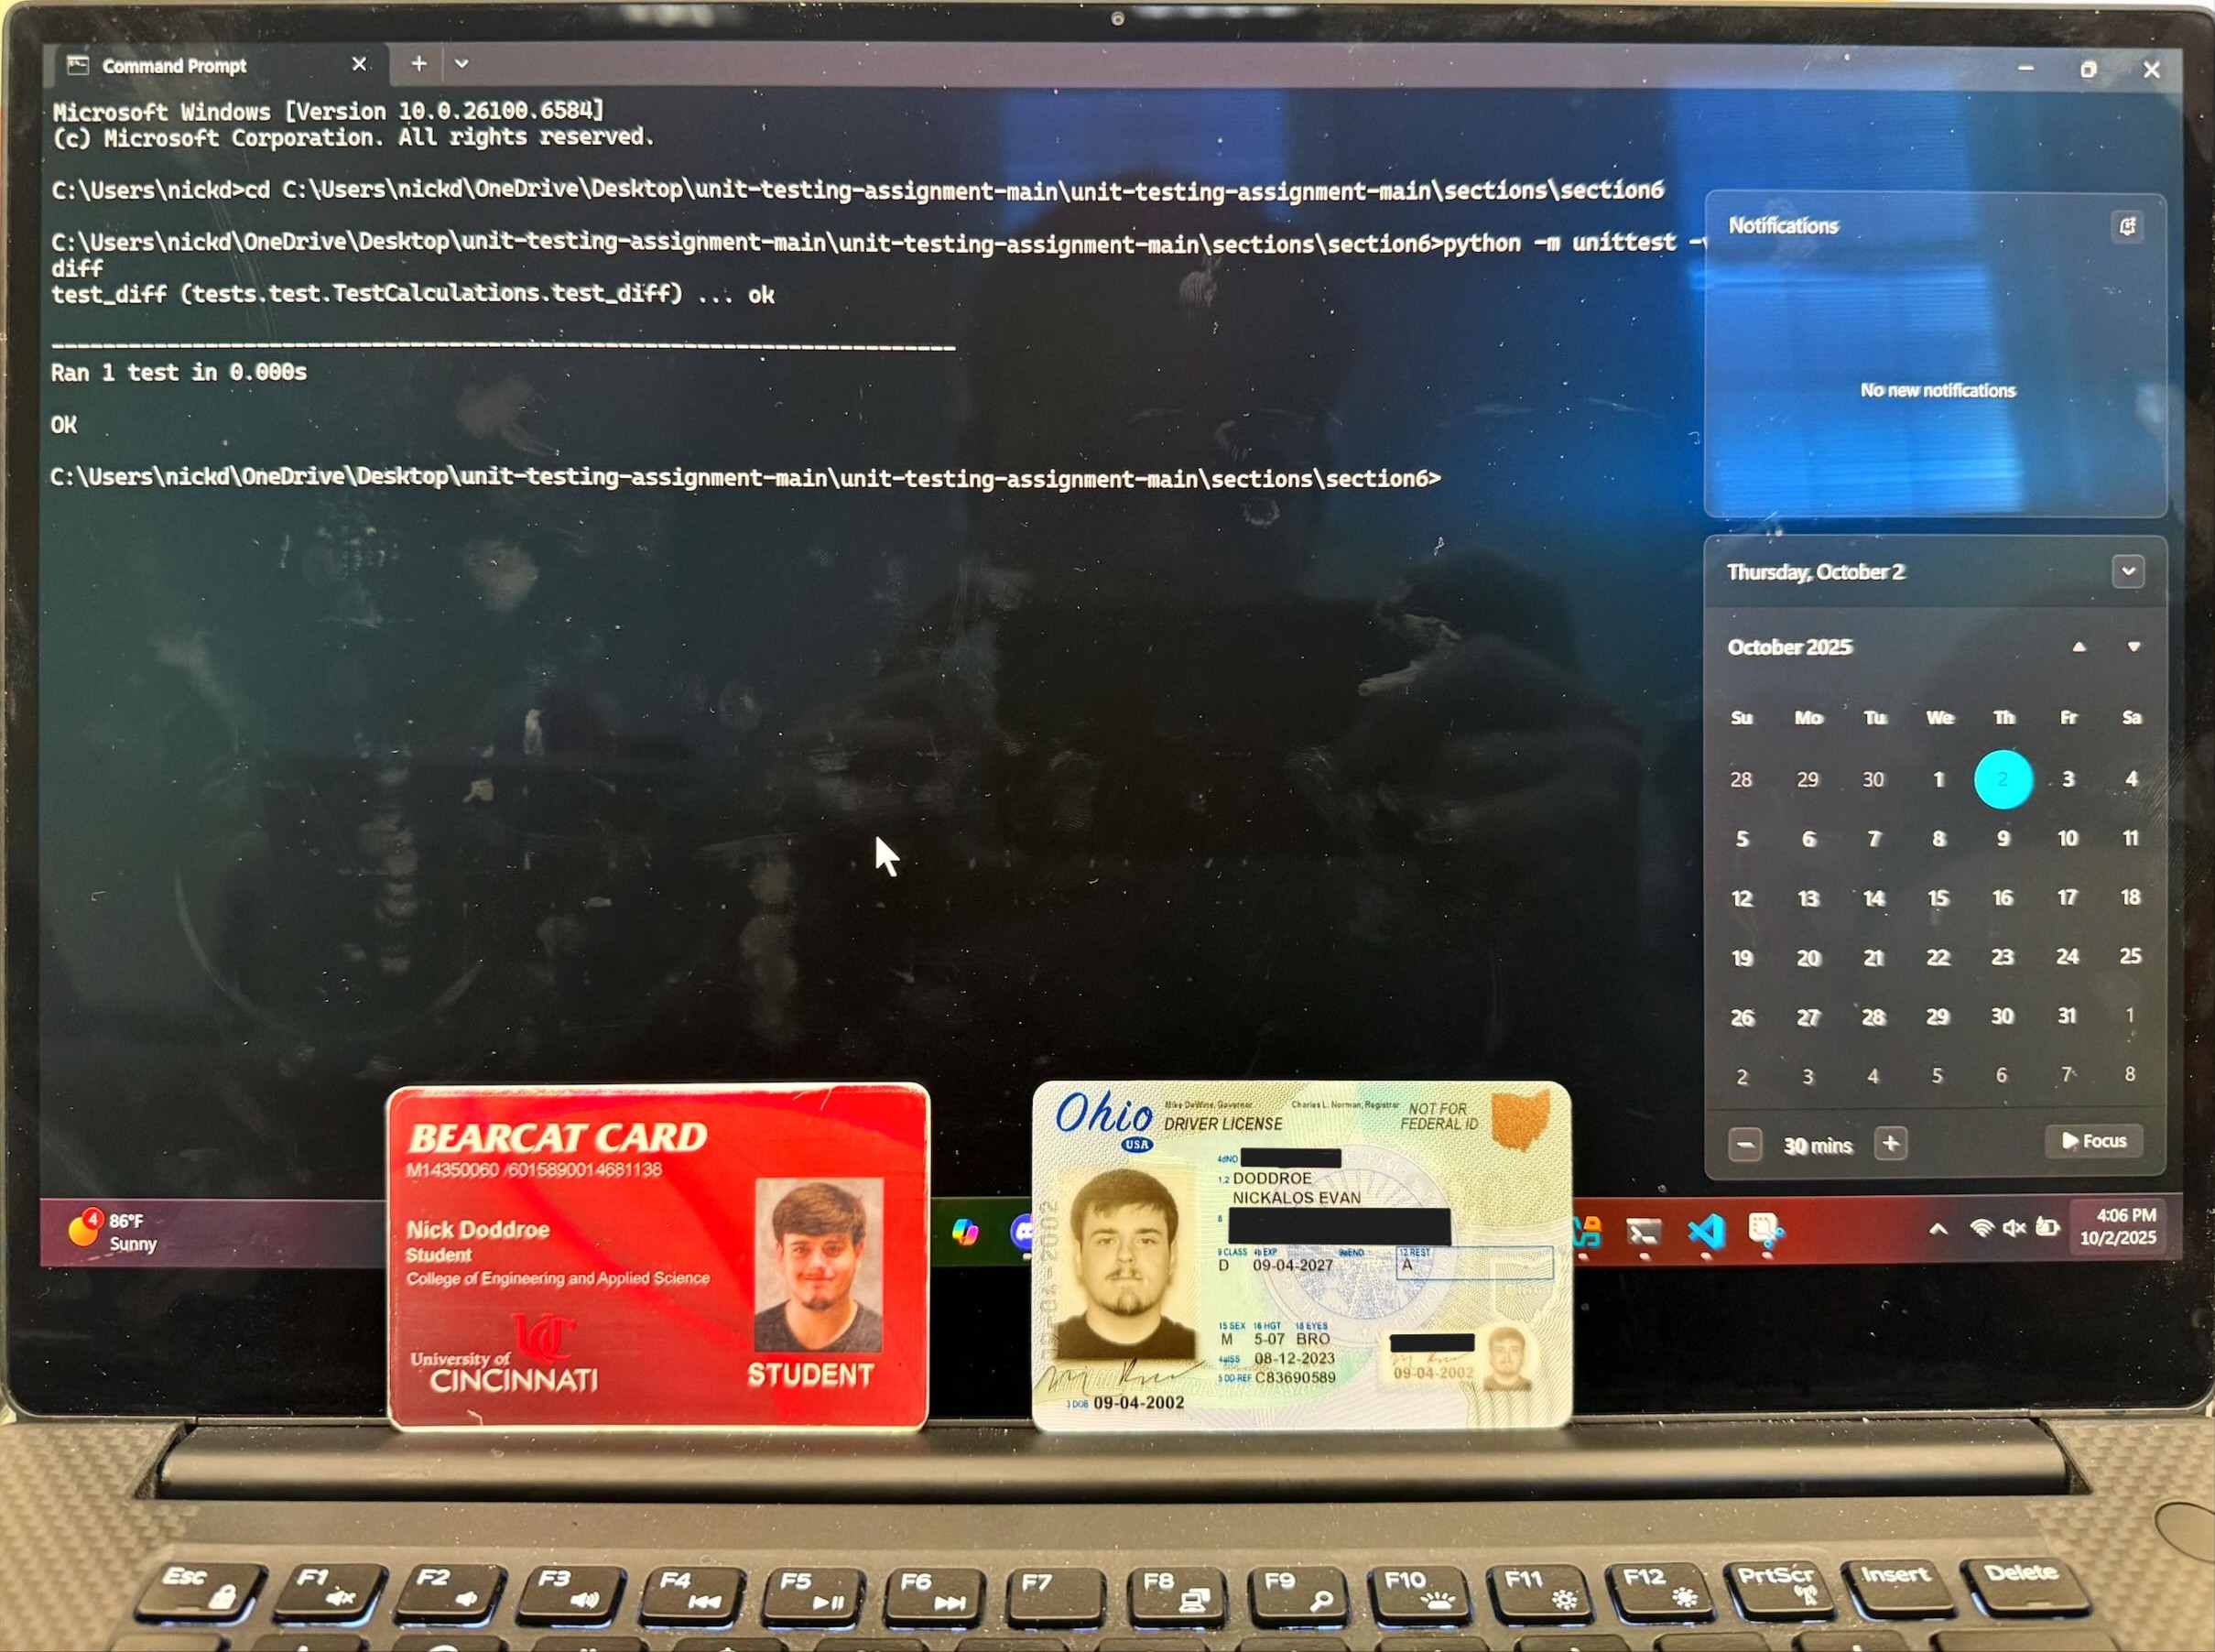 Command Prompt
Microsoft Windows [Version 10.0.26100.6584]
(c) Microsoft Corporation. All rights reserved.
C:\Users\nickd>cd C:\Users\nickd\OneDrive\Desktop\unit-testing-assignment-main\unit-testing-assignment-main\sections\section6
C:\Users\nickd\OneDrive\Desktop\unit-testing-assignment-main\unit-testing-assignment-main\sections\section6>python -m unittest
diff
test_diff (tests.test.TestCalculations.test_diff) ... ok
----------------------------------------------------------------------
Ran 1 test in 0.000s
OK
C:\Users\nickd\OneDrive\Desktop\unit-testing-assignment-main\unit-testing-assignment-main\sections\section6>
Notifications
No new notifications
Thursday, October 2
October 2025
Su Mo Tu We Th Fr Sa
28 29 30 1 2 3 4
5 6 7 8 9 10 11
12 13 14 15 16 17 18
19 20 21 22 23 24 25
26 27 28 29 30 31 1
2 3 4 5 6 7 8
30 mins
Focus
4
86°F
Sunny
4:06 PM
10/2/2025
BEARCAT CARD
M14350060 /6015890014681138
Nick Doddroe
Student
College of Engineering and Applied Science
UC
University of
CINCINNATI
STUDENT
Ohio
USA
Mike DeWine, Governor
Charles L. Norman, Registrar
DRIVER LICENSE
NOT FOR
FEDERAL ID
4d NO
1,2 DODDROE
NICKALOS EVAN
8
9 CLASS 4b EXP 9a END 12 REST
D 09-04-2027 A
15 SEX 16 HGT 18 EYES
M 5-07 BRO
4a ISS 08-12-2023
5 DD-REF C83690589
3 DOB 09-04-2002
09-04-2002
Ohio
Esc F1 F2 F3 F4 F5 F6 F7 F8 F9 F10 F11 F12 PrtScr Insert Delete